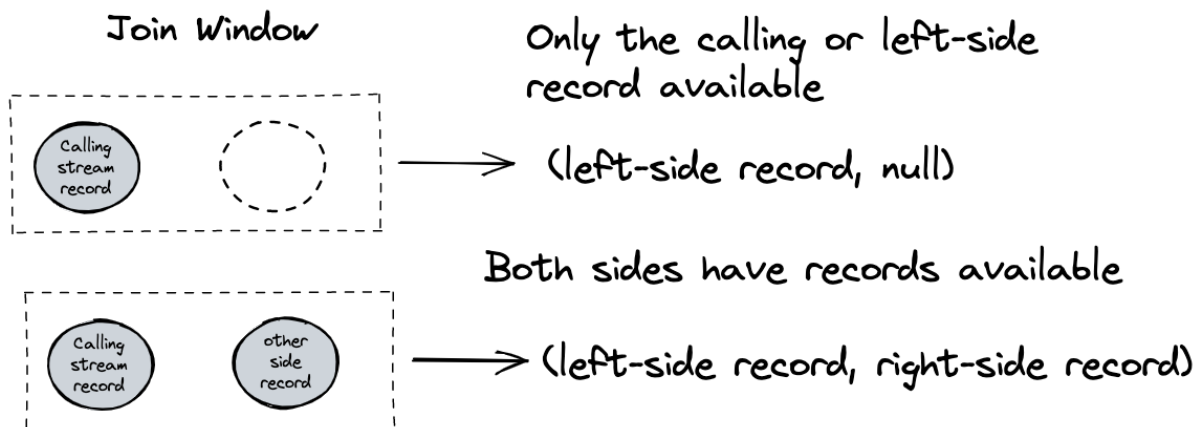 Join Window
Only the calling or left-side
record available
Calling
stream
record
(left-side record, null)
Both sides have records available
Calling
stream
record
other
side
record
(left-side record, right-side record)